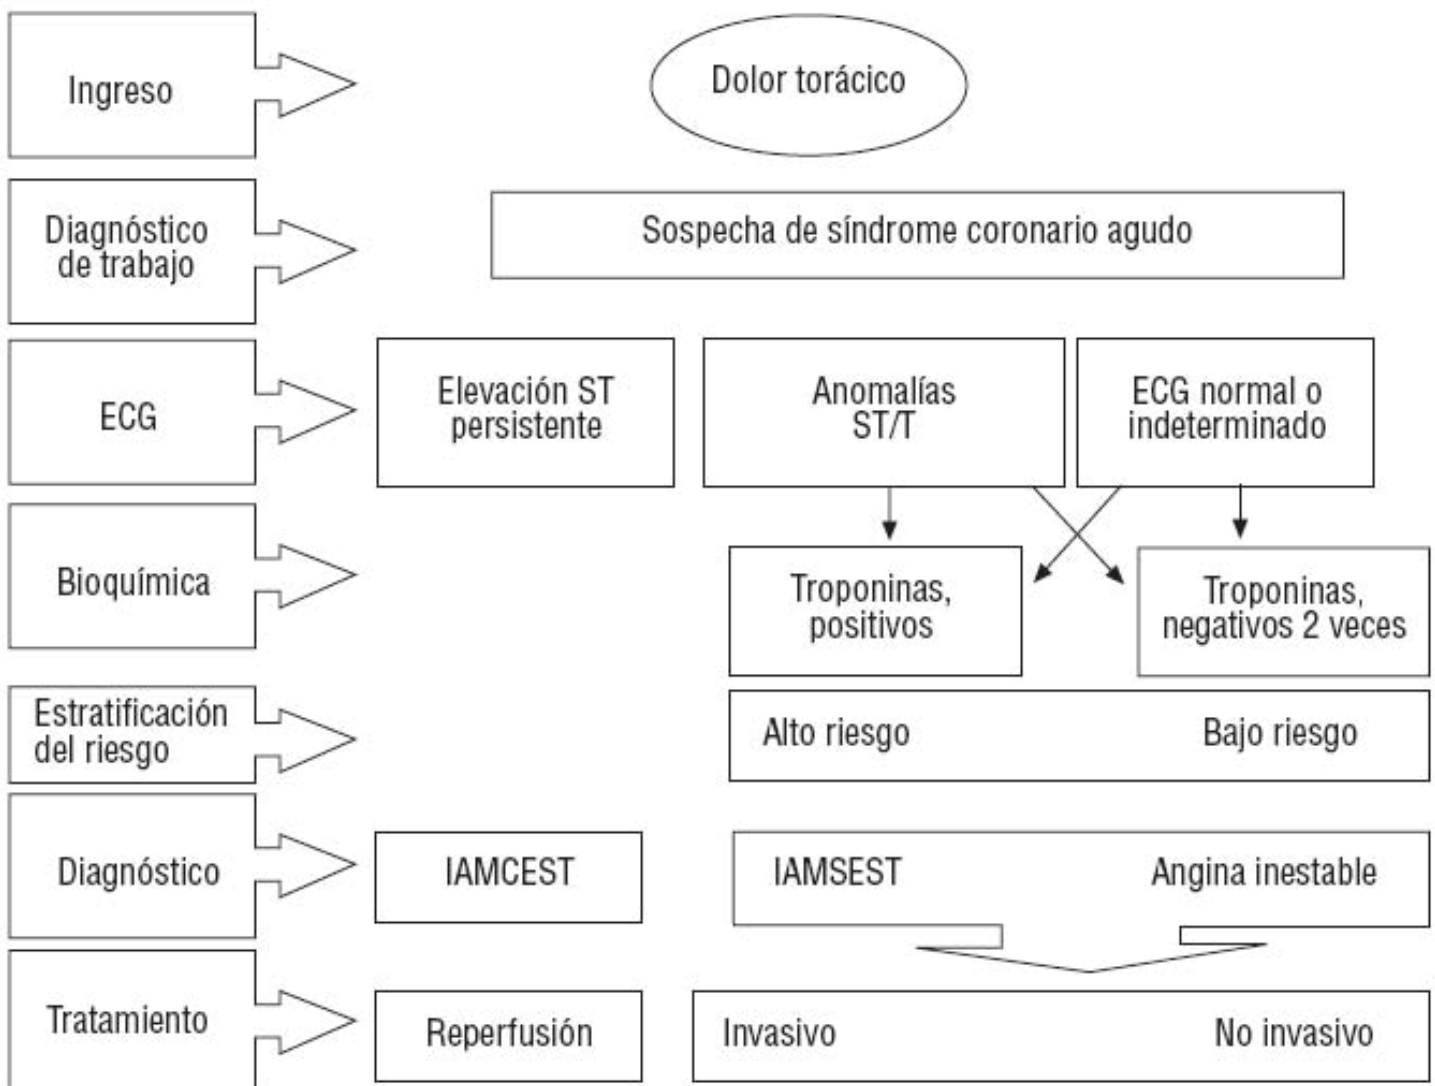 Ingreso
Dolor torácico
Diagnóstico
de trabajo
Sospecha de síndrome coronario agudo
ECG
Elevación ST
persistente
Anomalías
ST/T
ECG normal o
indeterminado
Bioquímica
Troponinas,
positivos
Troponinas,
negativos 2 veces
Estratificación
del riesgo
Alto riesgo
Bajo riesgo
Diagnóstico
IAMCEST
IAMSEST
Angina inestable
Tratamiento
Reperfusión
Invasivo
No invasivo